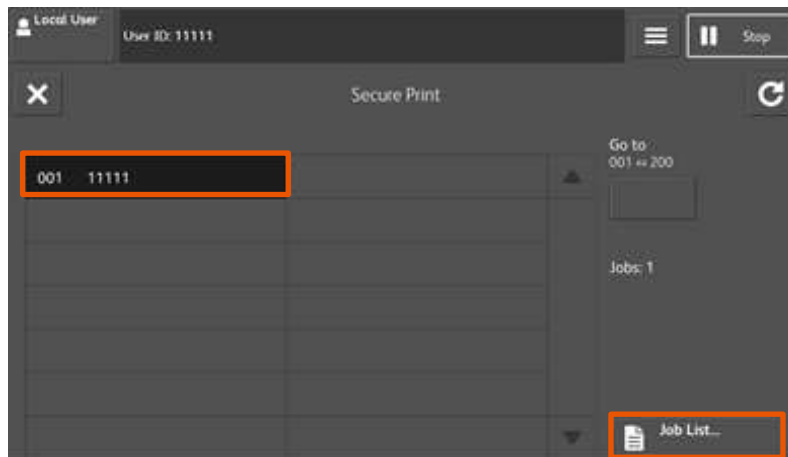 Local User
User ID: 11111
Stop
Secure Print
Go to
001 ⇔ 200
001 11111
Jobs: 1
Job List...